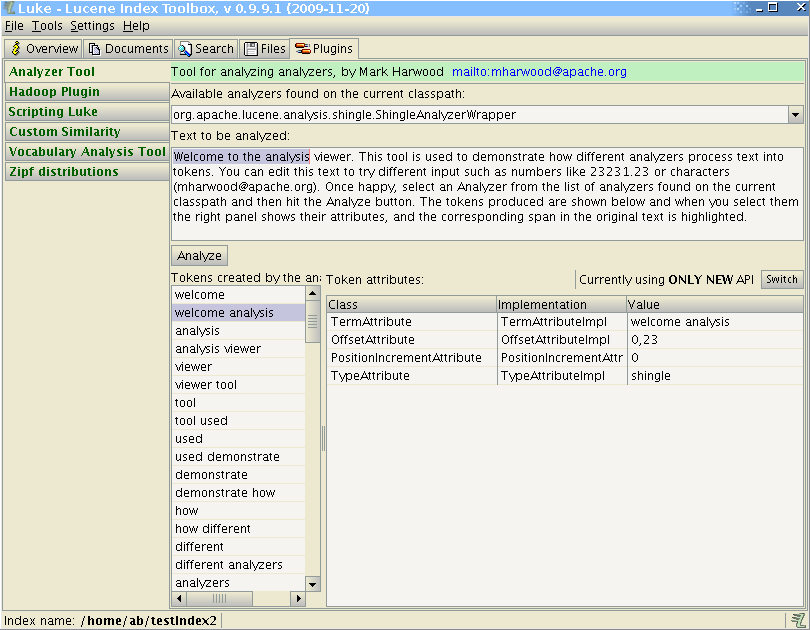 Luke - Lucene Index Toolbox, v 0.9.9.1 (2009-11-20)
File Tools Settings Help
Overview Documents Search Files Plugins
Analyzer Tool
Hadoop Plugin
Scripting Luke
Custom Similarity
Vocabulary Analysis Tool
Zipf distributions
Tool for analyzing analyzers, by Mark Harwood mailto:mharwood@apache.org
Available analyzers found on the current classpath:
org.apache.lucene.analysis.shingle.ShingleAnalyzerWrapper
Text to be analyzed:
Welcome to the analysis viewer. This tool is used to demonstrate how different analyzers process text into
tokens. You can edit this text to try different input such as numbers like 23231.23 or characters
(mharwood@apache.org). Once happy, select an Analyzer from the list of analyzers found on the current
classpath and then hit the Analyze button. The tokens produced are shown below and when you select them
the right panel shows their attributes, and the corresponding span in the original text is highlighted.
Analyze
Tokens created by the an
welcome
welcome analysis
analysis
analysis viewer
viewer
viewer tool
tool
tool used
used
used demonstrate
demonstrate
demonstrate how
how
how different
different
different analyzers
analyzers
Token attributes:
Currently using ONLY NEW API Switch
Class Implementation Value
TermAttribute TermAttributeImpl welcome analysis
OffsetAttribute OffsetAttributeImpl 0,23
PositionIncrementAttribute PositionIncrementAttr 0
TypeAttribute TypeAttributeImpl shingle
Index name: /home/ab/testIndex2